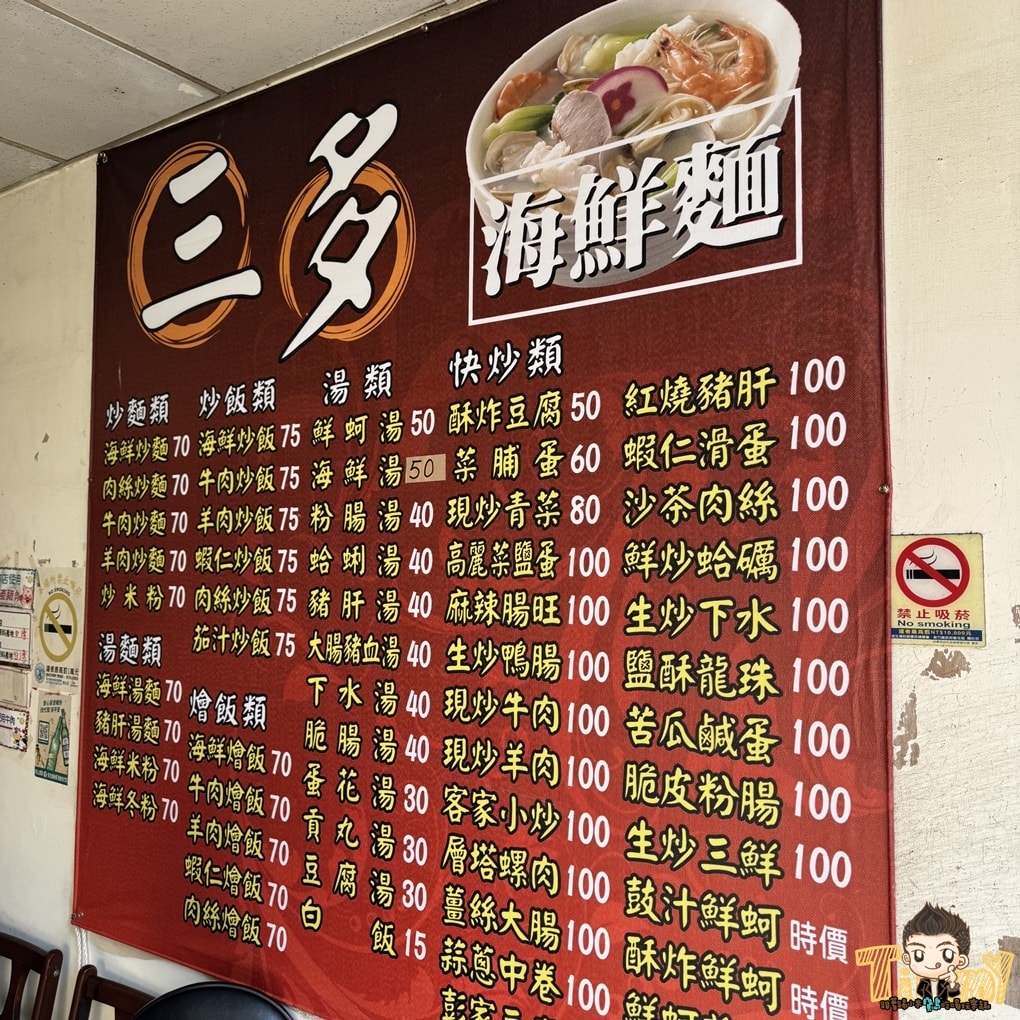 三多
海鮮麵
炒麵類
海鮮炒麵 70
肉絲炒麵 70
牛肉炒麵 70
羊肉炒麵 70
炒米粉 70
湯麵類
海鮮湯麵 70
豬肝湯麵 70
海鮮米粉 70
海鮮冬粉 70
炒飯類
海鮮炒飯 75
牛肉炒飯 75
羊肉炒飯 75
蝦仁炒飯 75
肉絲炒飯 75
茄汁炒飯 75
燴飯類
海鮮燴飯 70
牛肉燴飯 70
羊肉燴飯 70
蝦仁燴飯 70
肉絲燴飯 70
湯類
鮮蚵湯 50
海鮮湯 50
粉腸湯 40
蛤蜊湯 40
豬肝湯 40
大腸豬血湯 40
下水湯 40
脆腸湯 40
蛋花湯 30
貢丸湯 30
豆腐湯 30
白飯 15
快炒類
酥炸豆腐 50
菜脯蛋 60
現炒青菜 80
高麗菜鹽蛋 100
麻辣腸旺 100
生炒鴨腸 100
現炒牛肉 100
現炒羊肉 100
客家小炒 100
層塔螺肉 100
薑絲大腸 100
蒜蔥中卷 100
紅燒豬肝 100
蝦仁滑蛋 100
沙茶肉絲 100
鮮炒蛤礪 100
生炒下水 100
鹽酥龍珠 100
苦瓜鹹蛋 100
脆皮粉腸 100
生炒三鮮 100
鼓汁鮮蚵 時價
酥炸鮮蚵 時價
禁止吸菸
No smoking